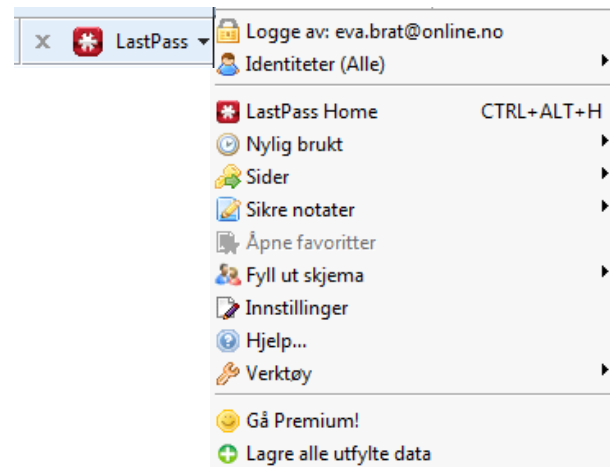 x LastPass
Logge av: eva.brat@online.no
Identiteter (Alle)
LastPass Home CTRL+ALT+H
Nylig brukt
Sider
Sikre notater
Åpne favoritter
Fyll ut skjema
Innstillinger
Hjelp...
Verktøy
Gå Premium!
Lagre alle utfylte data